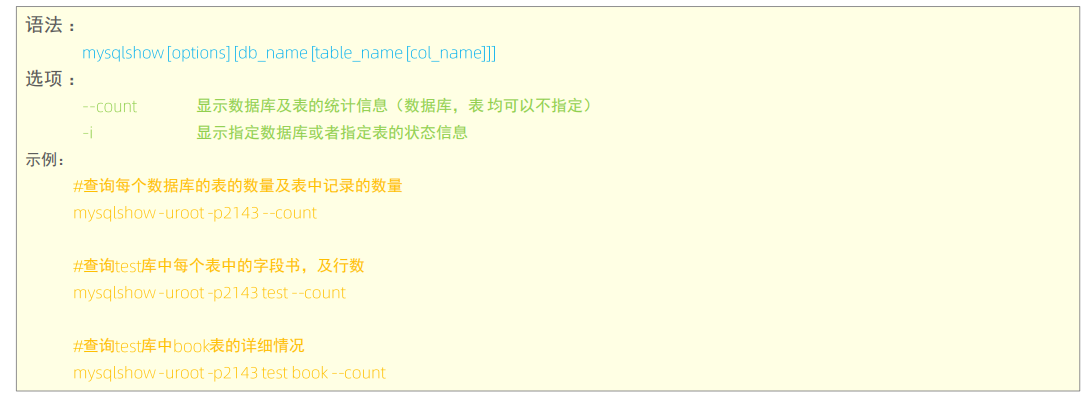 语法 ：
mysqlshow [options] [db_name [table_name [col_name]]]
选项 ：
--count 显示数据库及表的统计信息（数据库，表 均可以不指定）
-i 显示指定数据库或者指定表的状态信息
示例：
#查询每个数据库的表的数量及表中记录的数量
mysqlshow -uroot -p2143 --count
#查询test库中每个表中的字段书，及行数
mysqlshow -uroot -p2143 test --count
#查询test库中book表的详细情况
mysqlshow -uroot -p2143 test book --count